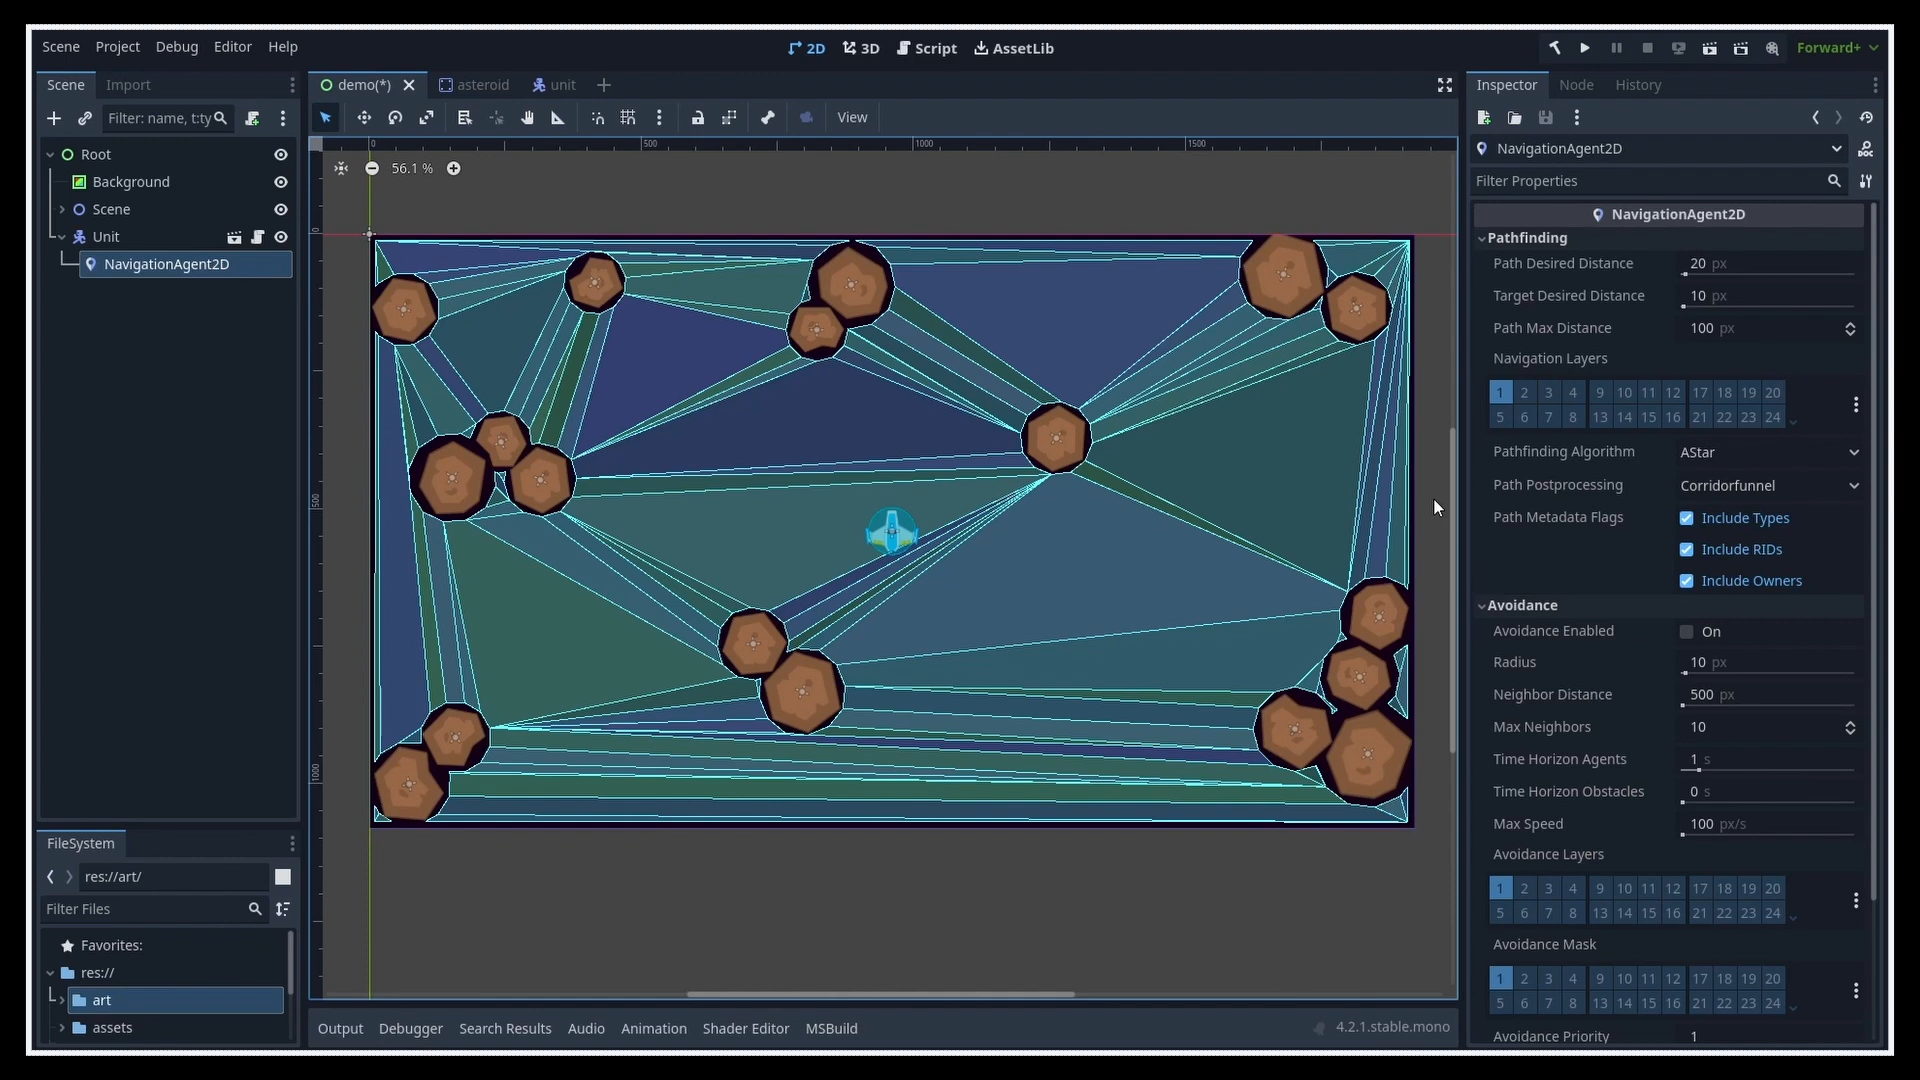 Scene Project Debug Editor Help
2D 3D Script AssetLib
Forward+
Scene Import
demo(*) asteroid unit
Inspector Node History
Filter: name, t:ty
View
NavigationAgent2D
Filter Properties
Root
Background
Scene
Unit
NavigationAgent2D
0 500 1000 1500
56.1 %
0
500
1000
NavigationAgent2D
Pathfinding
Path Desired Distance 20 px
Target Desired Distance 10 px
Path Max Distance 100 px
Navigation Layers
1 2 3 4 9 10 11 12 17 18 19 20
5 6 7 8 13 14 15 16 21 22 23 24
Pathfinding Algorithm AStar
Path Postprocessing Corridorfunnel
Path Metadata Flags Include Types
Include RIDs
Include Owners
Avoidance
Avoidance Enabled On
Radius 10 px
Neighbor Distance 500 px
Max Neighbors 10
Time Horizon Agents 1 s
Time Horizon Obstacles 0 s
Max Speed 100 px/s
Avoidance Layers
1 2 3 4 9 10 11 12 17 18 19 20
5 6 7 8 13 14 15 16 21 22 23 24
Avoidance Mask
1 2 3 4 9 10 11 12 17 18 19 20
5 6 7 8 13 14 15 16 21 22 23 24
Avoidance Priority 1
FileSystem
res://art/
Filter Files
Favorites:
res://
art
assets
Output Debugger Search Results Audio Animation Shader Editor MSBuild
4.2.1.stable.mono